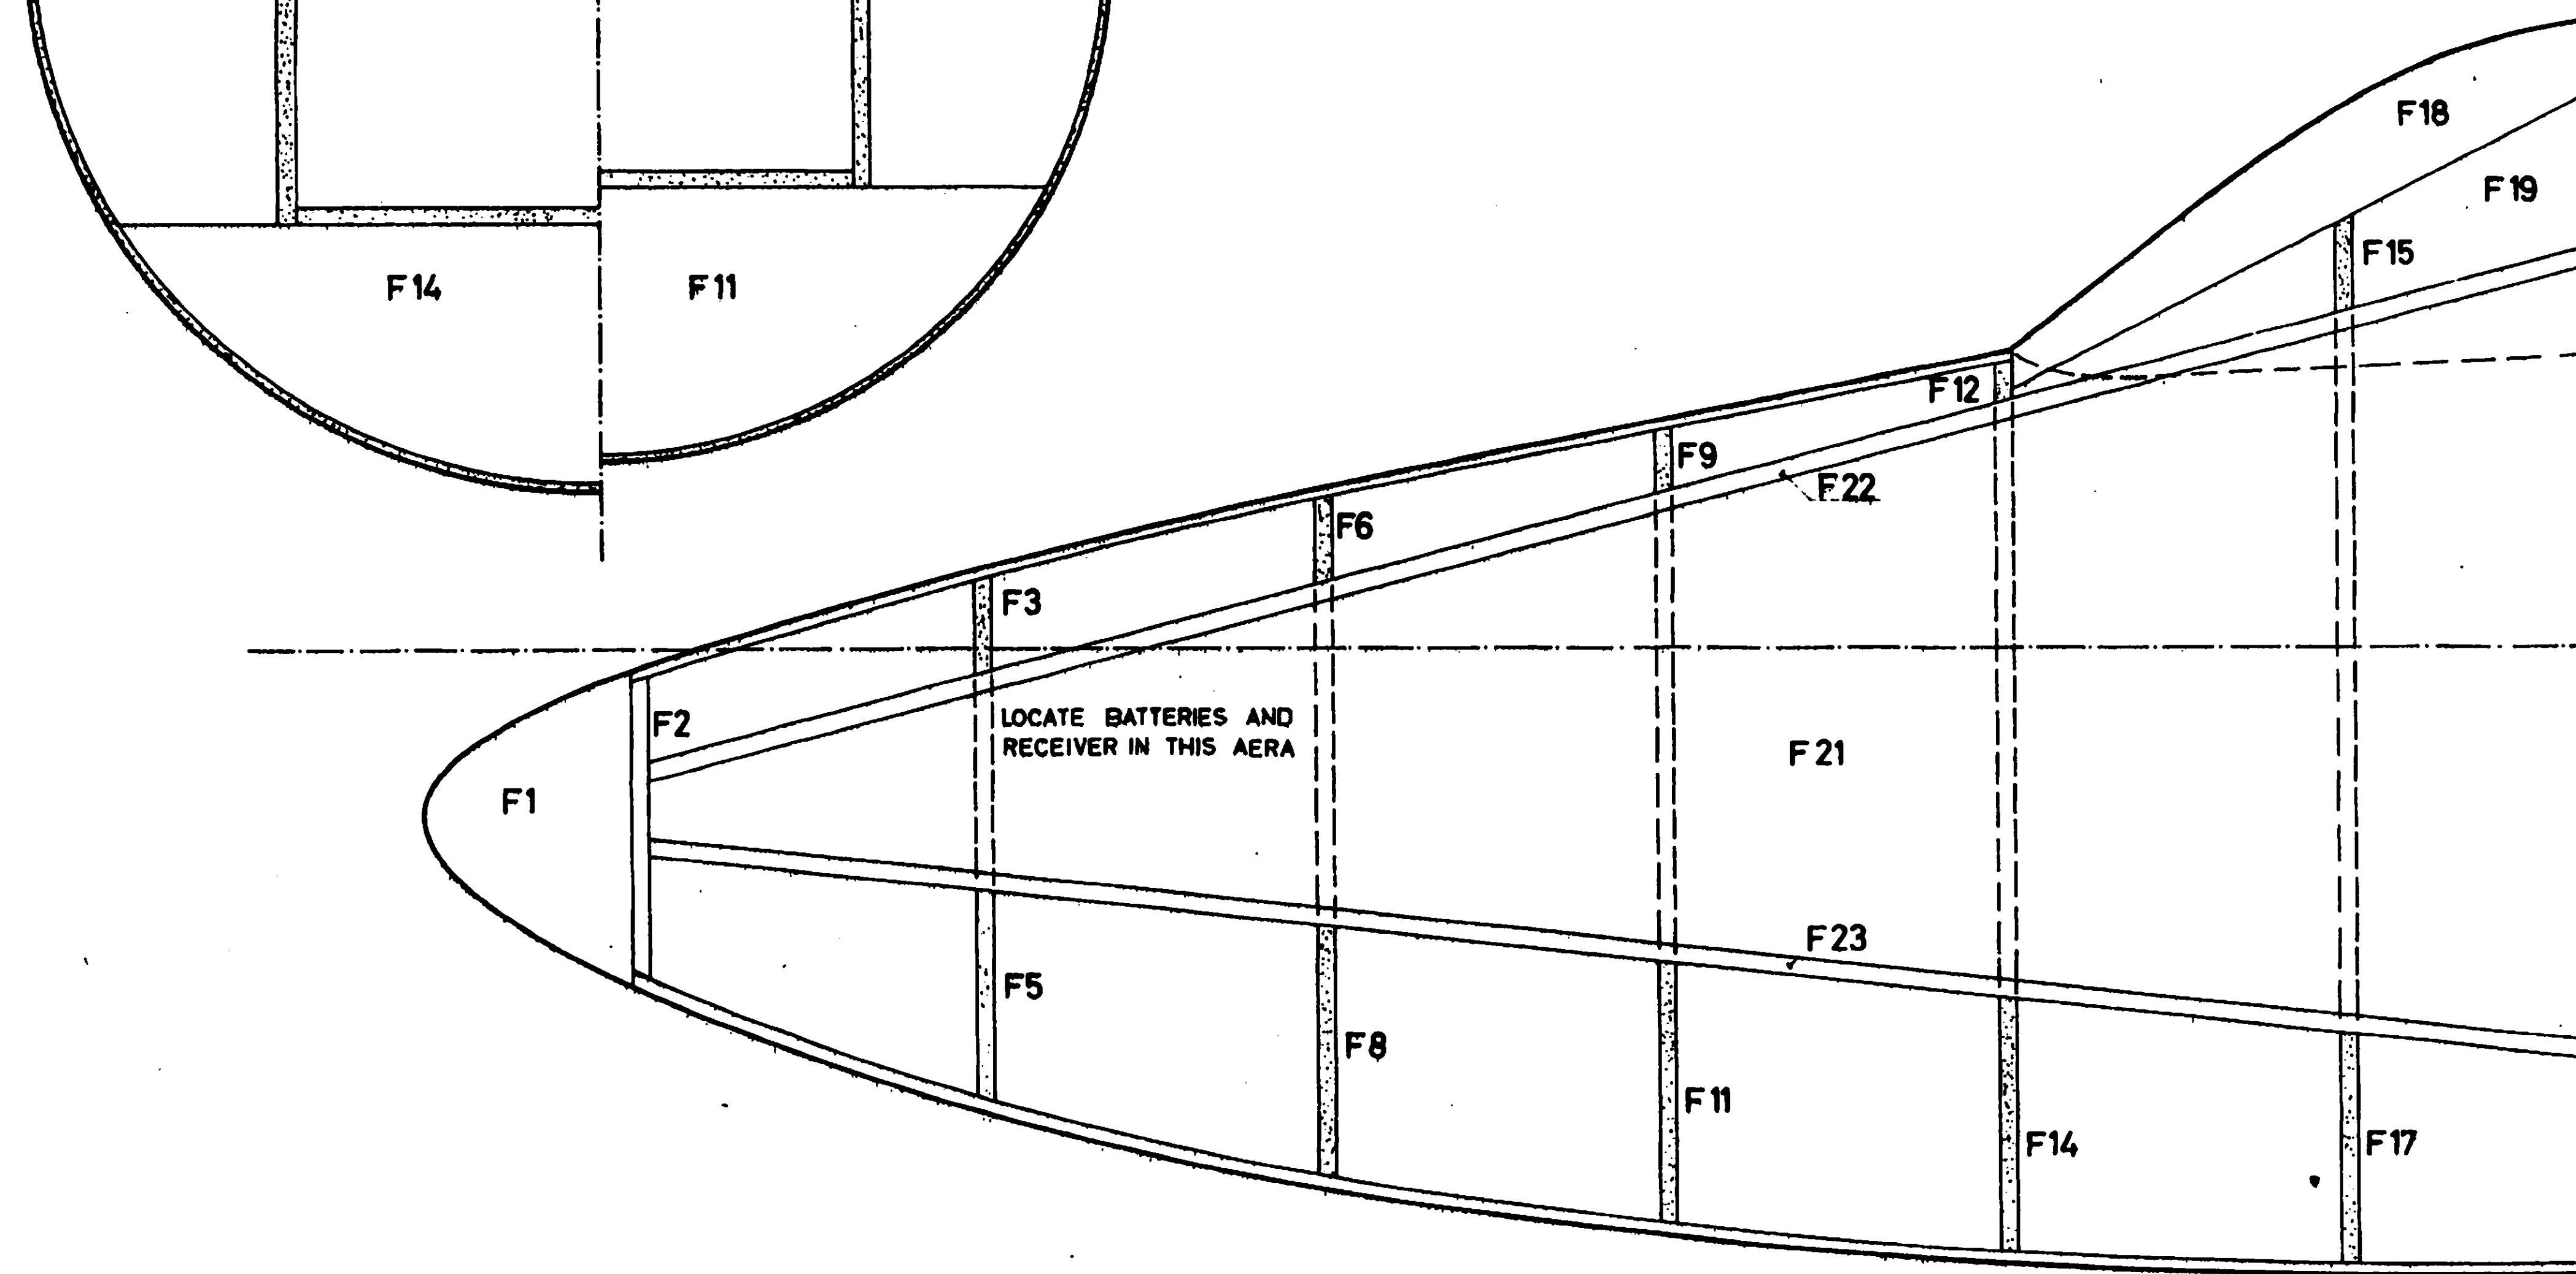 F18
F19
F15
F14
F11
F12
F9
F22
F6
F3
F2
LOCATE BATTERIES AND
RECEIVER IN THIS AERA
F21
F1
F23
F5
F8
F11
F14
F17